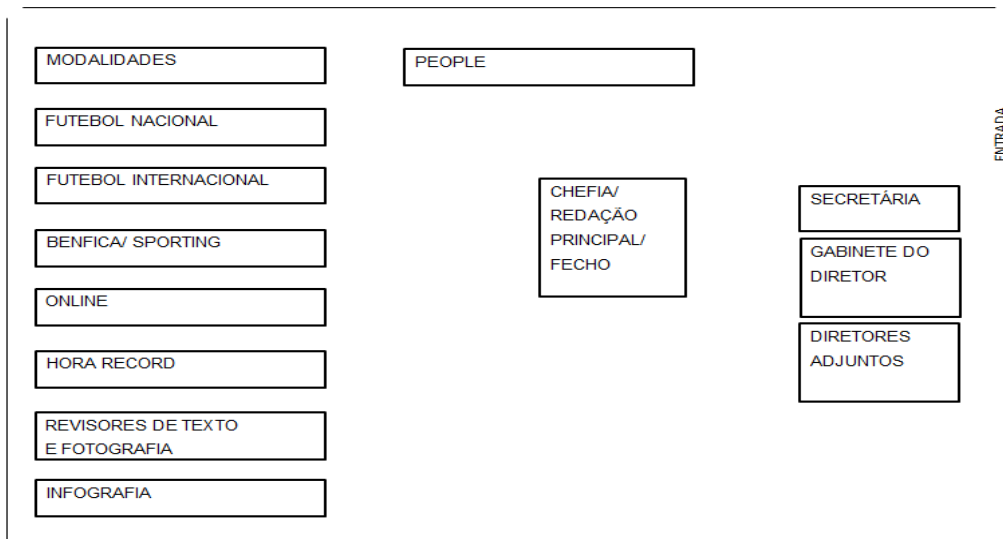 MODALIDADES
FUTEBOL NACIONAL
FUTEBOL INTERNACIONAL
BENFICA/ SPORTING
ONLINE
HORA RECORD
REVISORES DE TEXTO
E FOTOGRAFIA
INFOGRAFIA
PEOPLE
CHEFIA/
REDAÇÃO
PRINCIPAL/
FECHO
SECRETÁRIA
GABINETE DO
DIRETOR
DIRETORES
ADJUNTOS
ENTRADA